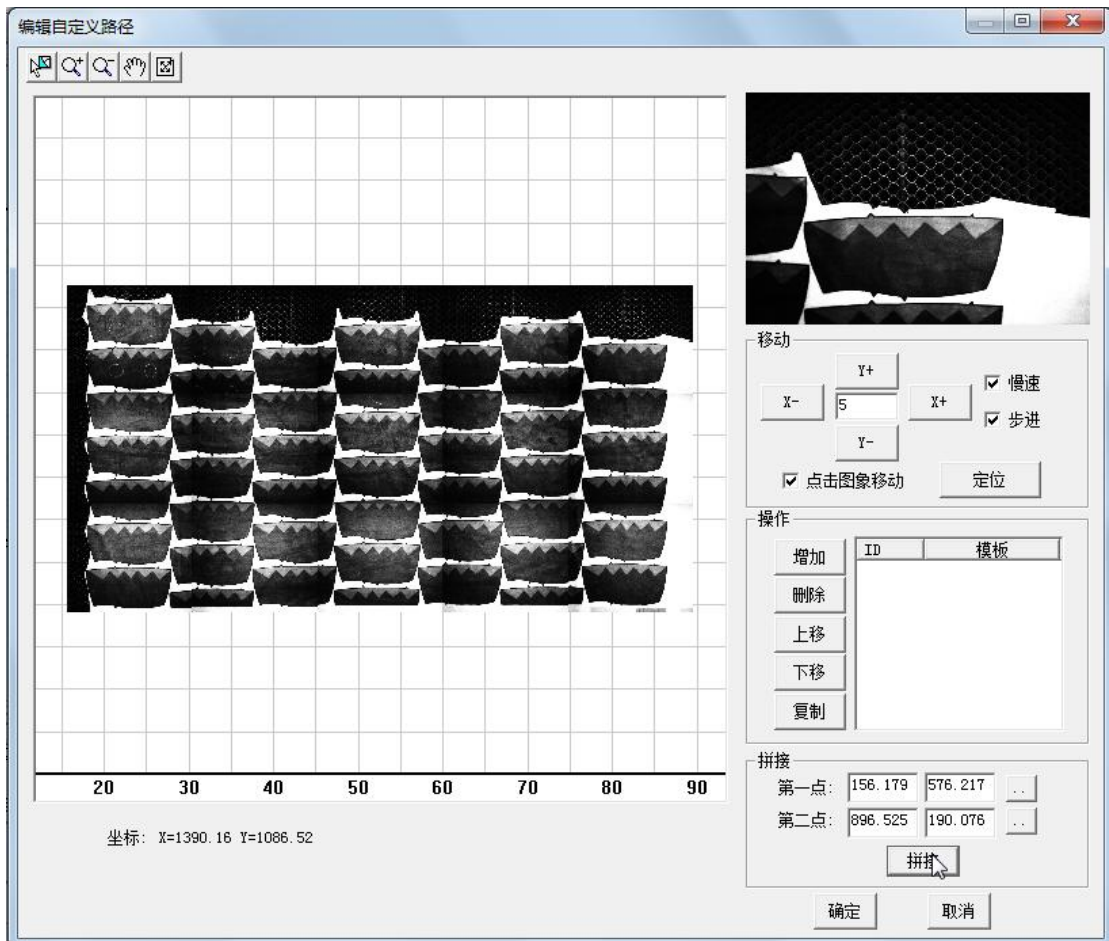 编辑自定义路径
20 30 40 50 60 70 80 90
坐标: X=1390.16 Y=1086.52
移动
Y+
X- 5 X+
Y-
慢速
步进
点击图象移动 定位
操作
增加
删除
上移
下移
复制
ID 模板
拼接
第一点: 156.179 576.217 ..
第二点: 896.525 190.076 ..
拼接
确定 取消